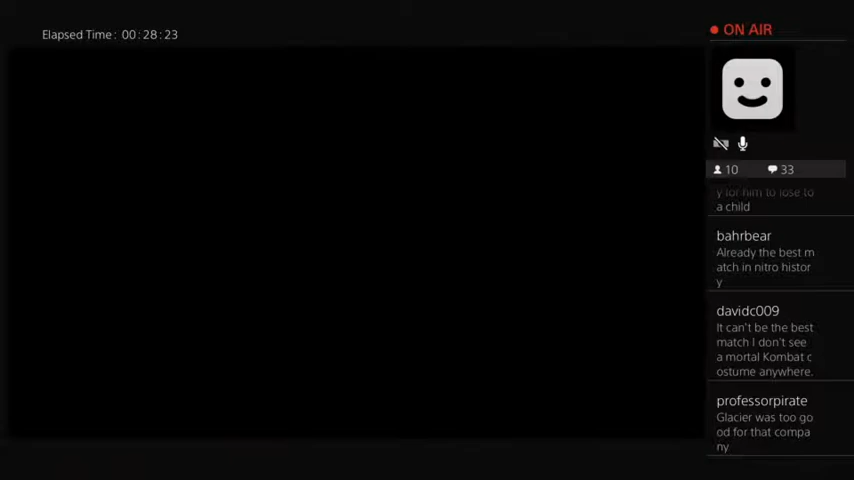 Elapsed Time: 00:28:23
ON AIR
10 33
y for him to lose to
a child
bahrbear
Already the best m
atch in nitro histor
y
davidc009
It can't be the best
match I don't see
a mortal Kombat c
ostume anywhere.
professorpirate
Glacier was too go
od for that compa
ny